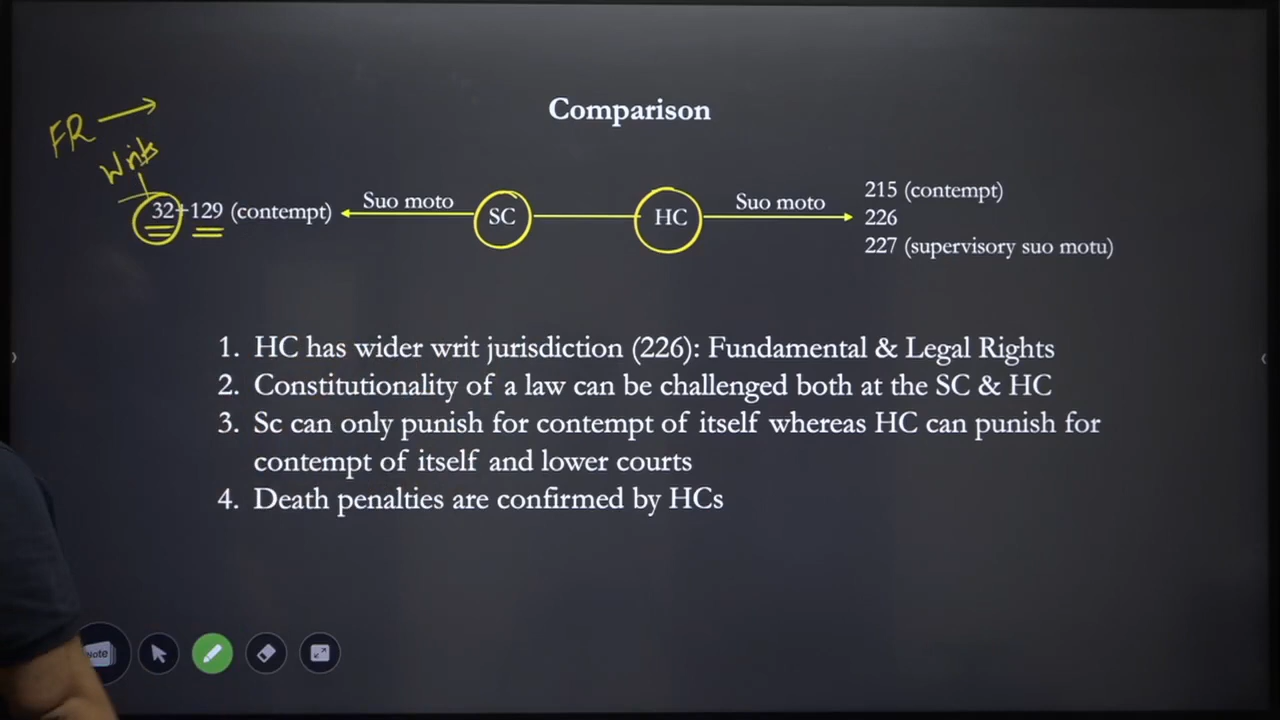 Comparison
FR
Writs
32+129 (contempt)
Suo moto
SC
HC
Suo moto
215 (contempt)
226
227 (supervisory suo motu)
1. HC has wider writ jurisdiction (226): Fundamental & Legal Rights
2. Constitutionality of a law can be challenged both at the SC & HC
3. Sc can only punish for contempt of itself whereas HC can punish for
contempt of itself and lower courts
4. Death penalties are confirmed by HCs
Note